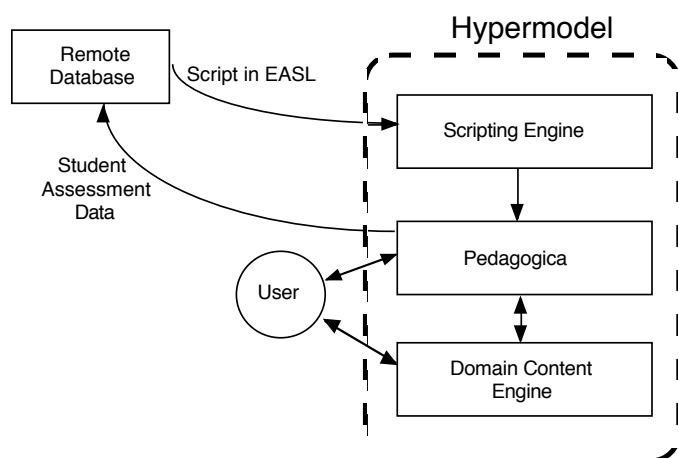 Hypermodel
Remote
Database
Script in EASL
Scripting Engine
Student
Assessment
Data
Pedagogica
User
Domain Content
Engine